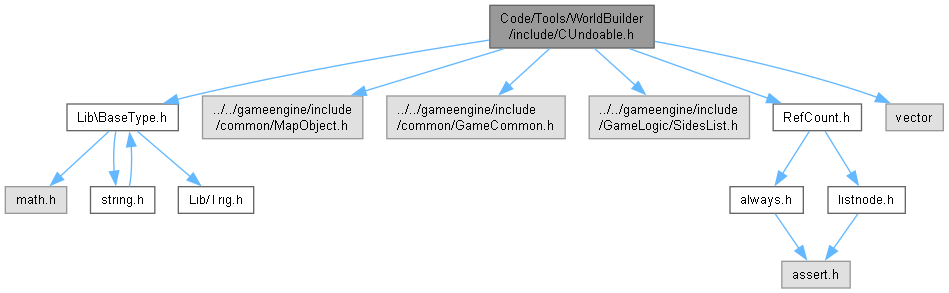 Code/Tools/WorldBuilder
/include/CUndoable.h
Lib\BaseType.h
../../gameengine/include
/common/MapObject.h
../../gameengine/include
/common/GameCommon.h
../../gameengine/include
/GameLogic/SidesList.h
RefCount.h
vector
math.h
string.h
Lib/Trig.h
always.h
listnode.h
assert.h